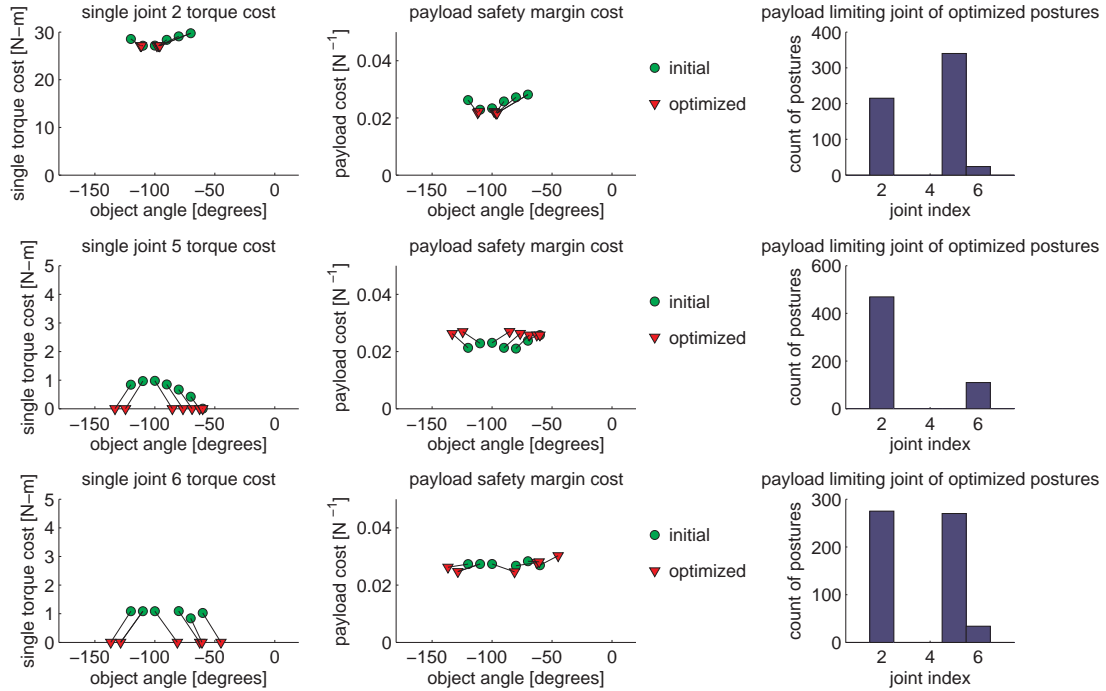 single joint 2 torque cost
single torque cost [N−m]
30
20
10
0
−150 −100 −50 0
object angle [degrees]
payload safety margin cost
payload cost [N−1]
0.04
0.02
0
−150 −100 −50 0
object angle [degrees]
initial
optimized
payload limiting joint of optimized postures
count of postures
400
300
200
100
0
2 4 6
joint index
single joint 5 torque cost
single torque cost [N−m]
5
4
3
2
1
0
−150 −100 −50 0
object angle [degrees]
payload safety margin cost
payload cost [N−1]
0.04
0.02
0
−150 −100 −50 0
object angle [degrees]
initial
optimized
payload limiting joint of optimized postures
count of postures
600
400
200
0
2 4 6
joint index
single joint 6 torque cost
single torque cost [N−m]
5
4
3
2
1
0
−150 −100 −50 0
object angle [degrees]
payload safety margin cost
payload cost [N−1]
0.04
0.02
0
−150 −100 −50 0
object angle [degrees]
initial
optimized
payload limiting joint of optimized postures
count of postures
300
200
100
0
2 4 6
joint index